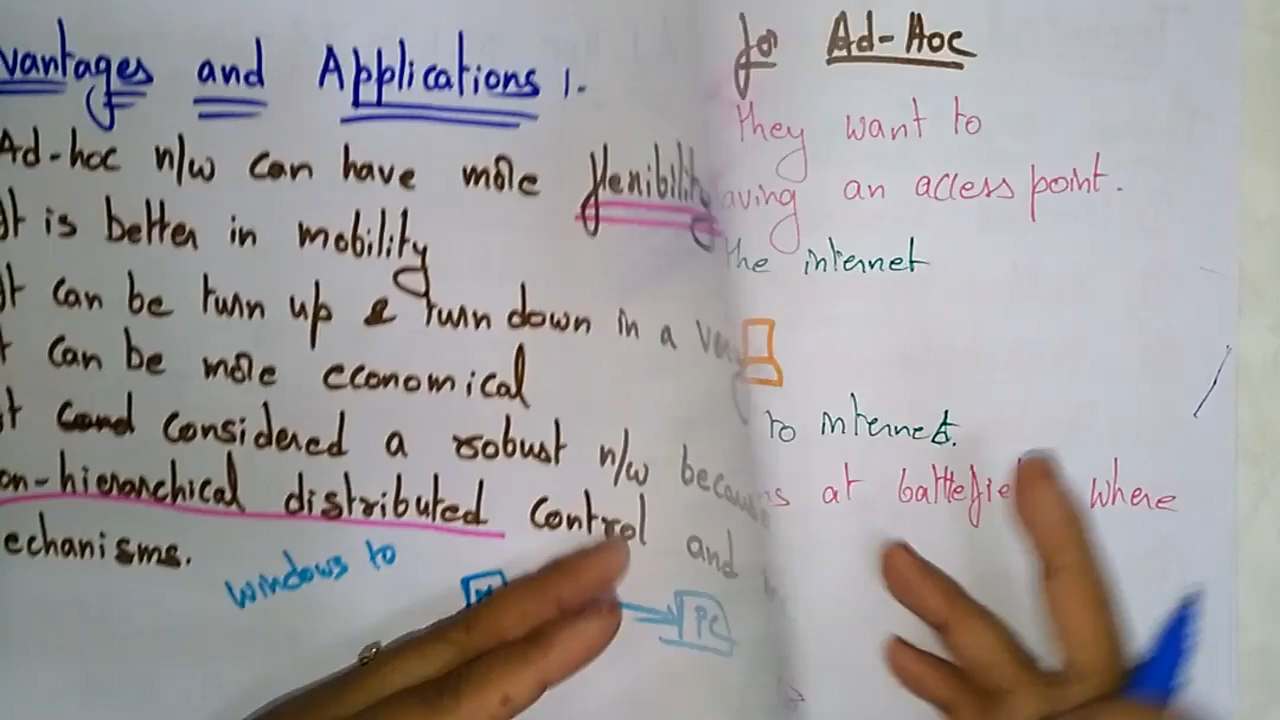 vantages and Applications :-
Ad-hoc n/w can have more flexibility
It is better in mobility
It can be turn up & turn down in a very
t can be more economical
t cand considered a robust n/w because
on-hierarchical distributed control and
echanisms.
windows to
PC
for Ad-Hoc
they want to
aving an access point.
the internet
to internet.
ns at battlefie where